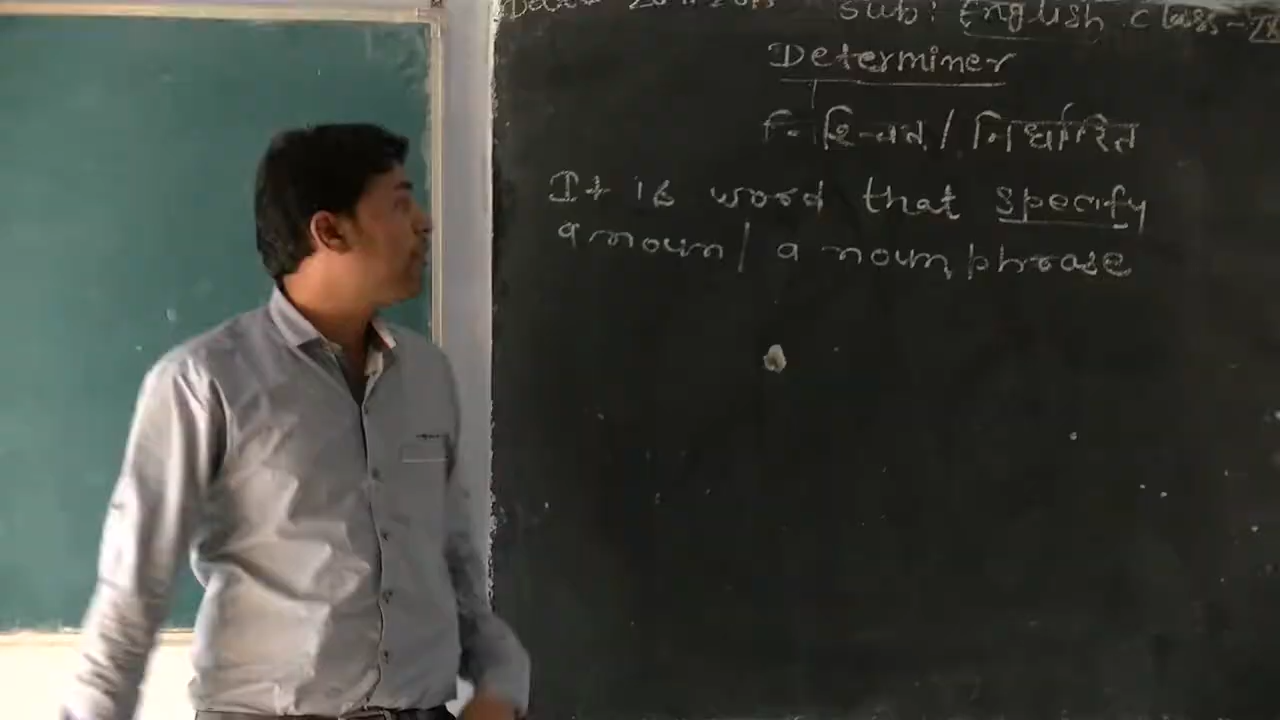 Sub: English Class-
Determiner
निश्चित / निर्धारित
It is word that specify
a noun / a noun phrase